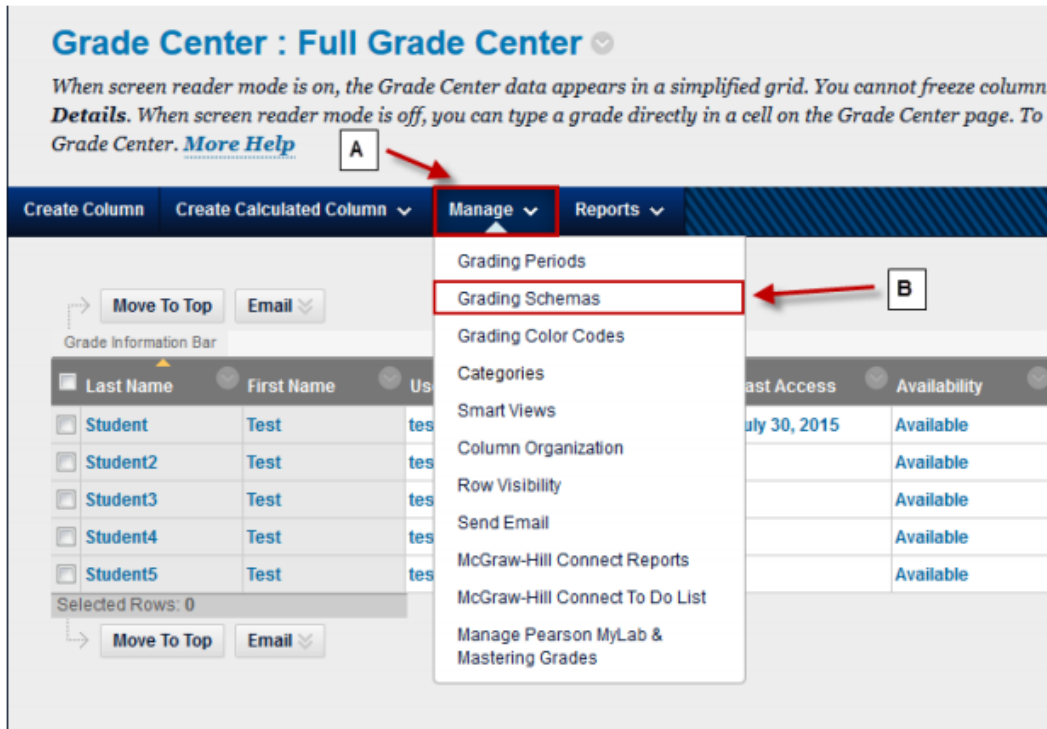 Grade Center : Full Grade Center
When screen reader mode is on, the Grade Center data appears in a simplified grid. You cannot freeze column
Details. When screen reader mode is off, you can type a grade directly in a cell on the Grade Center page. To
Grade Center. More Help
A
Create Column Create Calculated Column Manage Reports
Grading Periods
Grading Schemas
B
Grading Color Codes
Categories
Smart Views
Column Organization
Row Visibility
Send Email
McGraw-Hill Connect Reports
McGraw-Hill Connect To Do List
Manage Pearson MyLab &
Mastering Grades
Move To Top Email
Grade Information Bar
Last Name First Name Us ast Access Availability
Student Test tes uly 30, 2015 Available
Student2 Test tes Available
Student3 Test tes Available
Student4 Test tes Available
Student5 Test tes Available
Selected Rows: 0
Move To Top Email